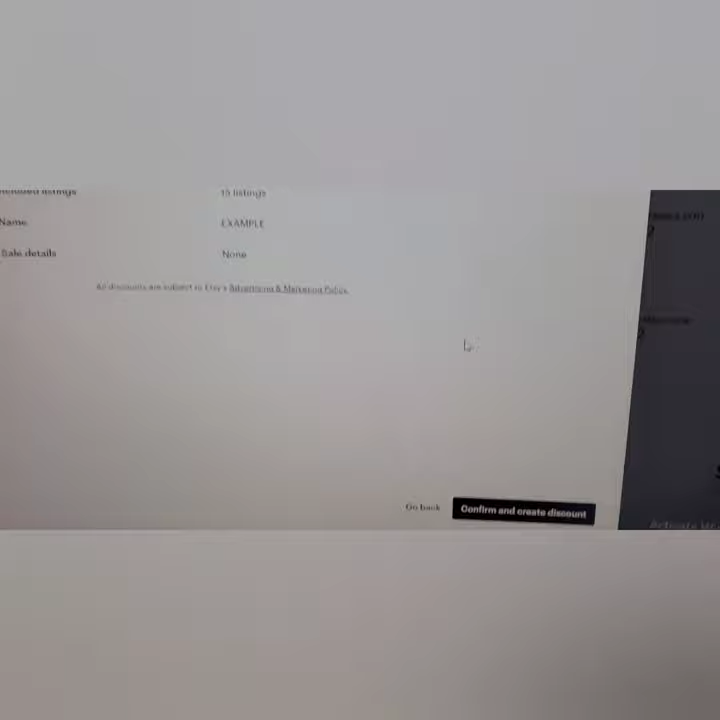 listings 15 listings
Name EXAMPLE
Sale details None
All discounts are subject to Etsy's Advertising & Marketing Policy.
Go back Confirm and create discount